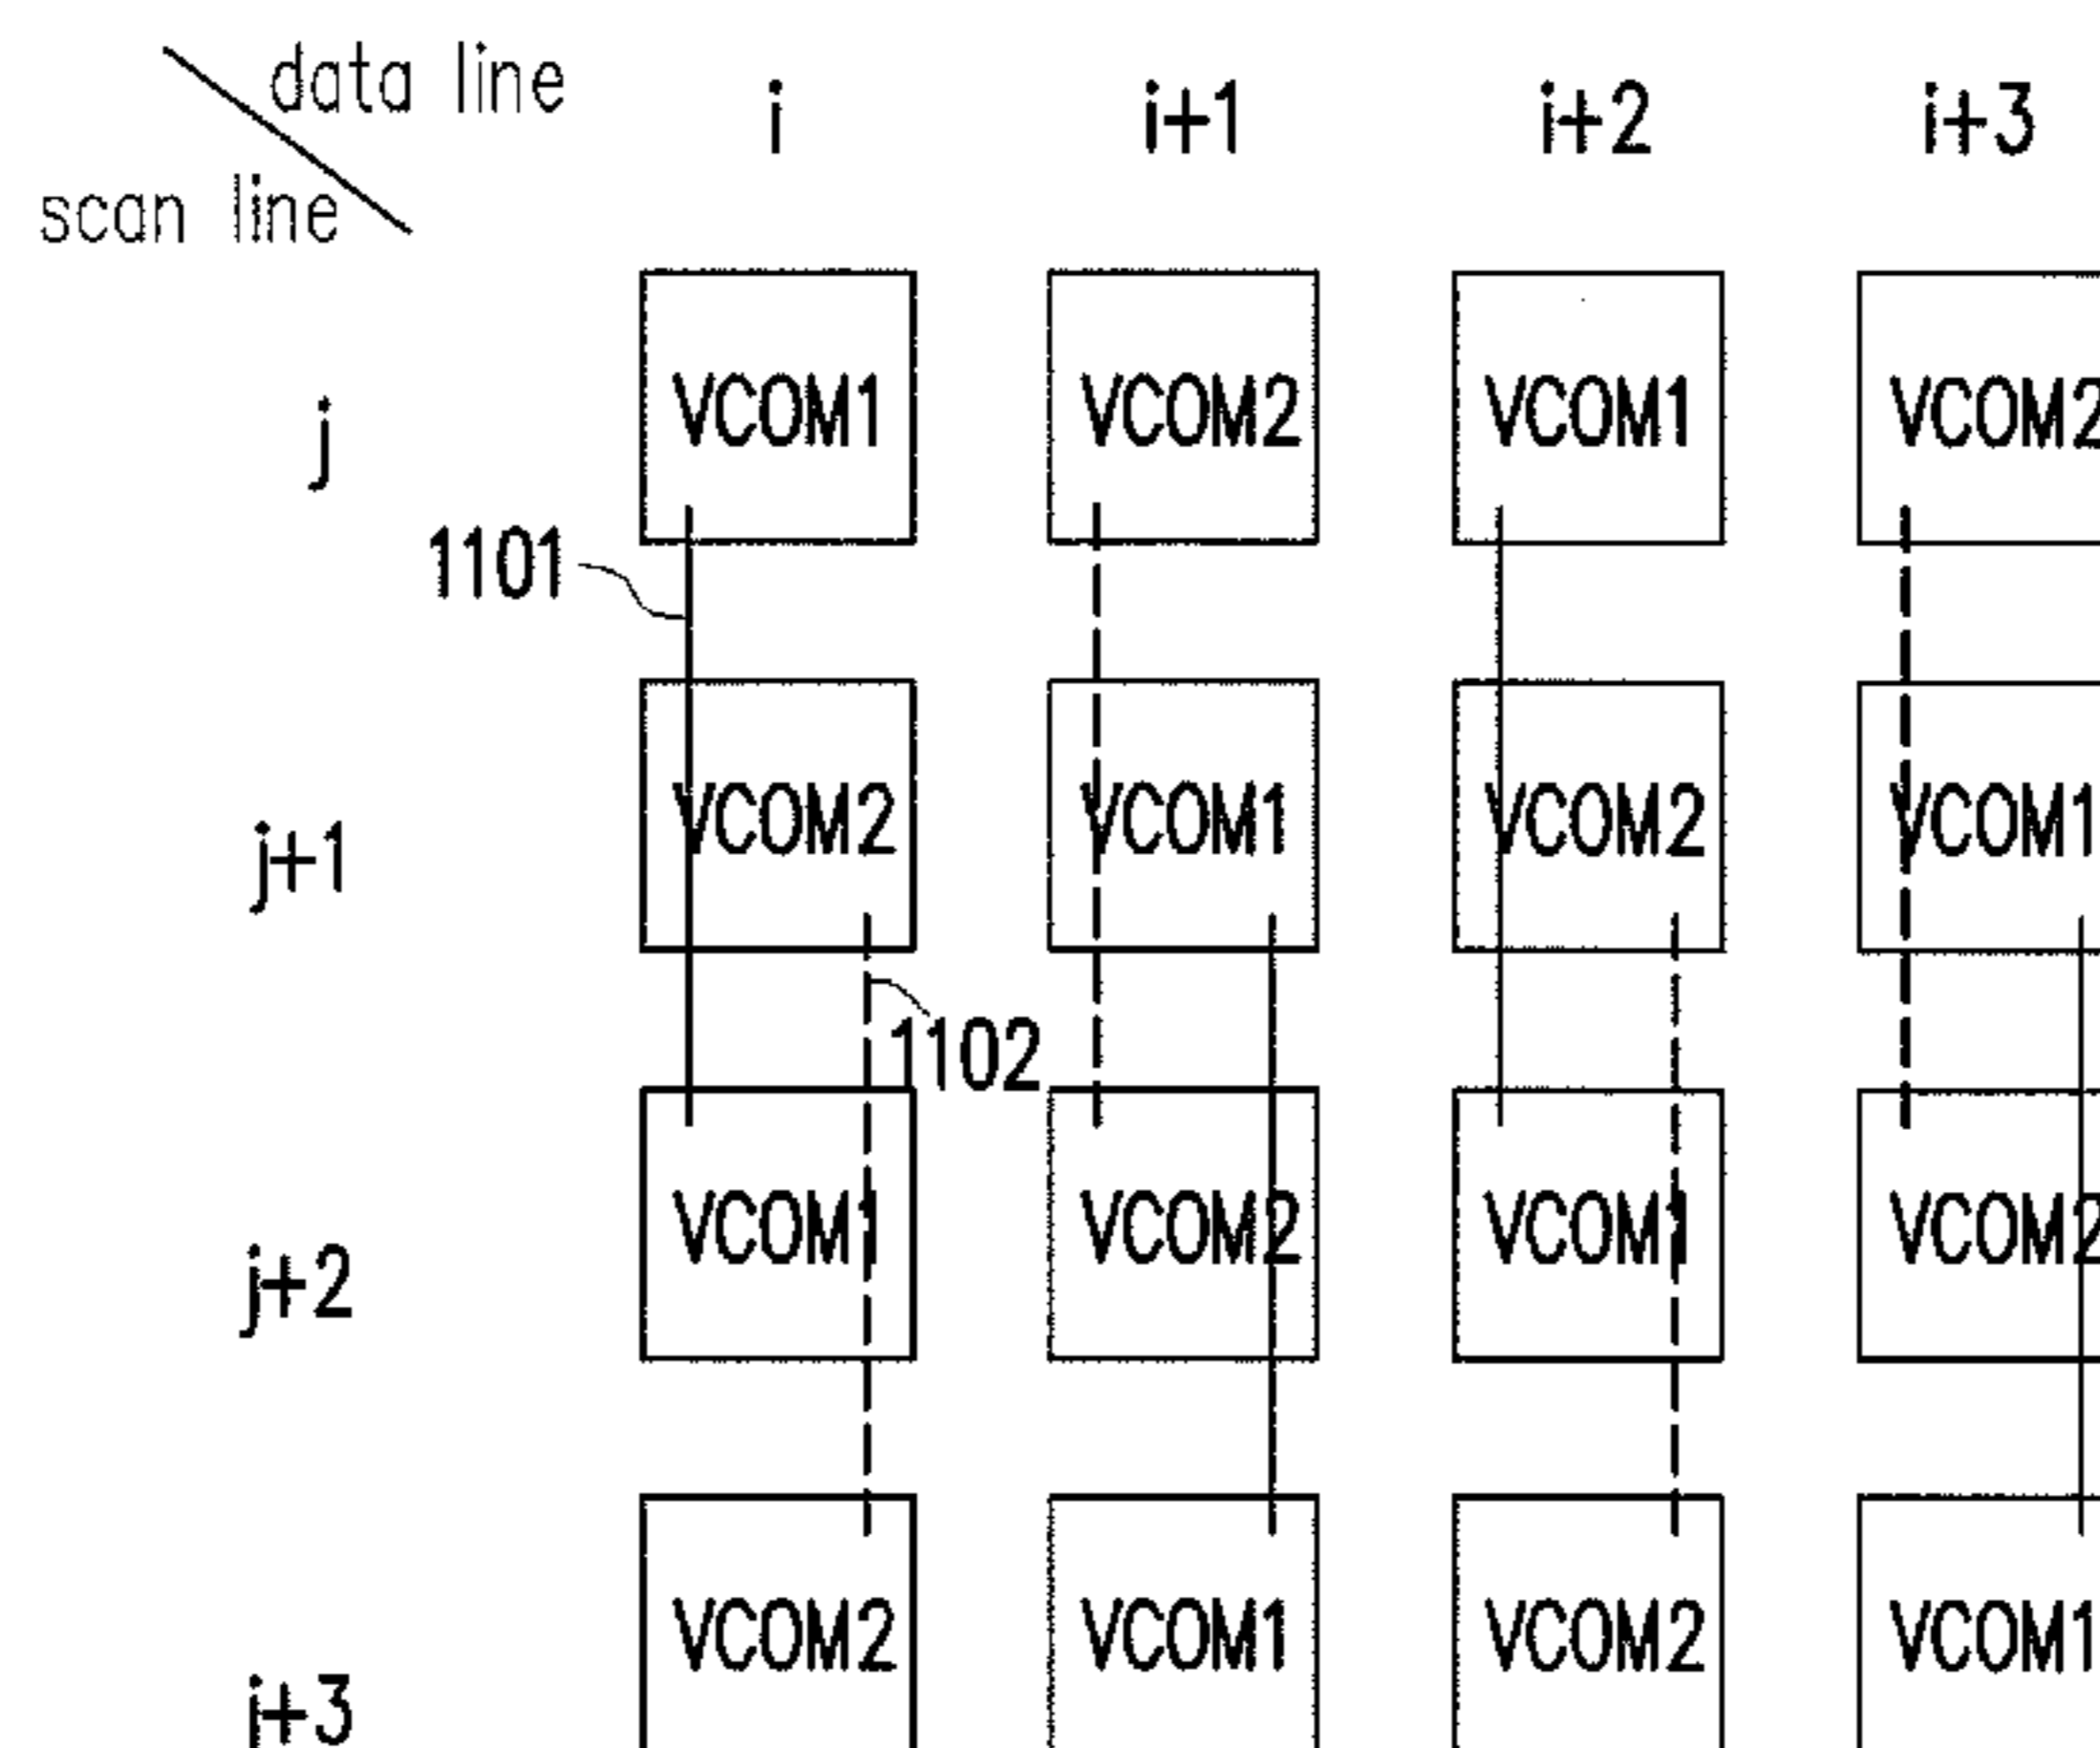 data line
scan line
i i+1 i+2 i+3
j VCOM1 VCOM2 VCOM1 VCOM2
1101
j+1 VCOM2 VCOM1 VCOM2 VCOM1
1102
j+2 VCOM1 VCOM2 VCOM1 VCOM2
j+3 VCOM2 VCOM1 VCOM2 VCOM1